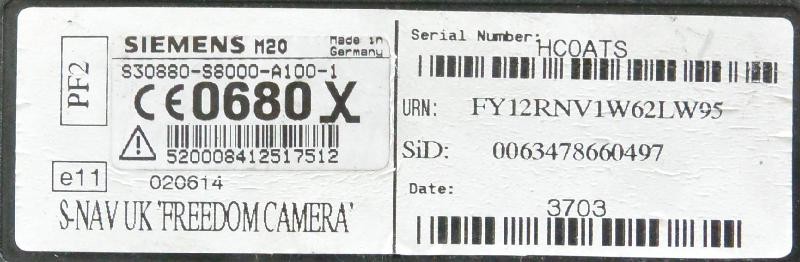 PF2
SIEMENS M20
Made in
Germany
S30880-S8000-A100-1
CE0680 X
520008412517512
e11
020614
S-NAV UK 'FREEDOM CAMERA'
Serial Number:
HC0ATS
URN: FY12RNV1W62LW95
SiD: 0063478660497
Date:
3703